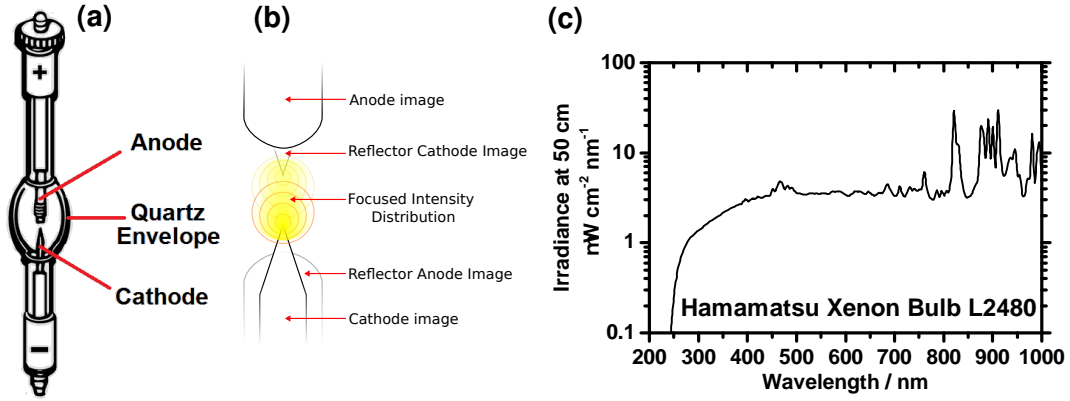 (a)
+
Anode
Quartz
Envelope
Cathode
−
(b)
Anode image
Reflector Cathode Image
Focused Intensity
Distribution
Reflector Anode Image
Cathode image
(c)
Irradiance at 50 cm
mW cm⁻² nm⁻¹
100
10
1
0.1
Hamamatsu Xenon Bulb L2480
200 300 400 500 600 700 800 900 1000
Wavelength / nm